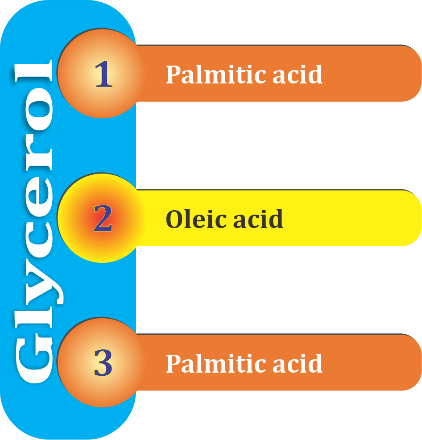 Glycerol
1 Palmitic acid
2 Oleic acid
3 Palmitic acid